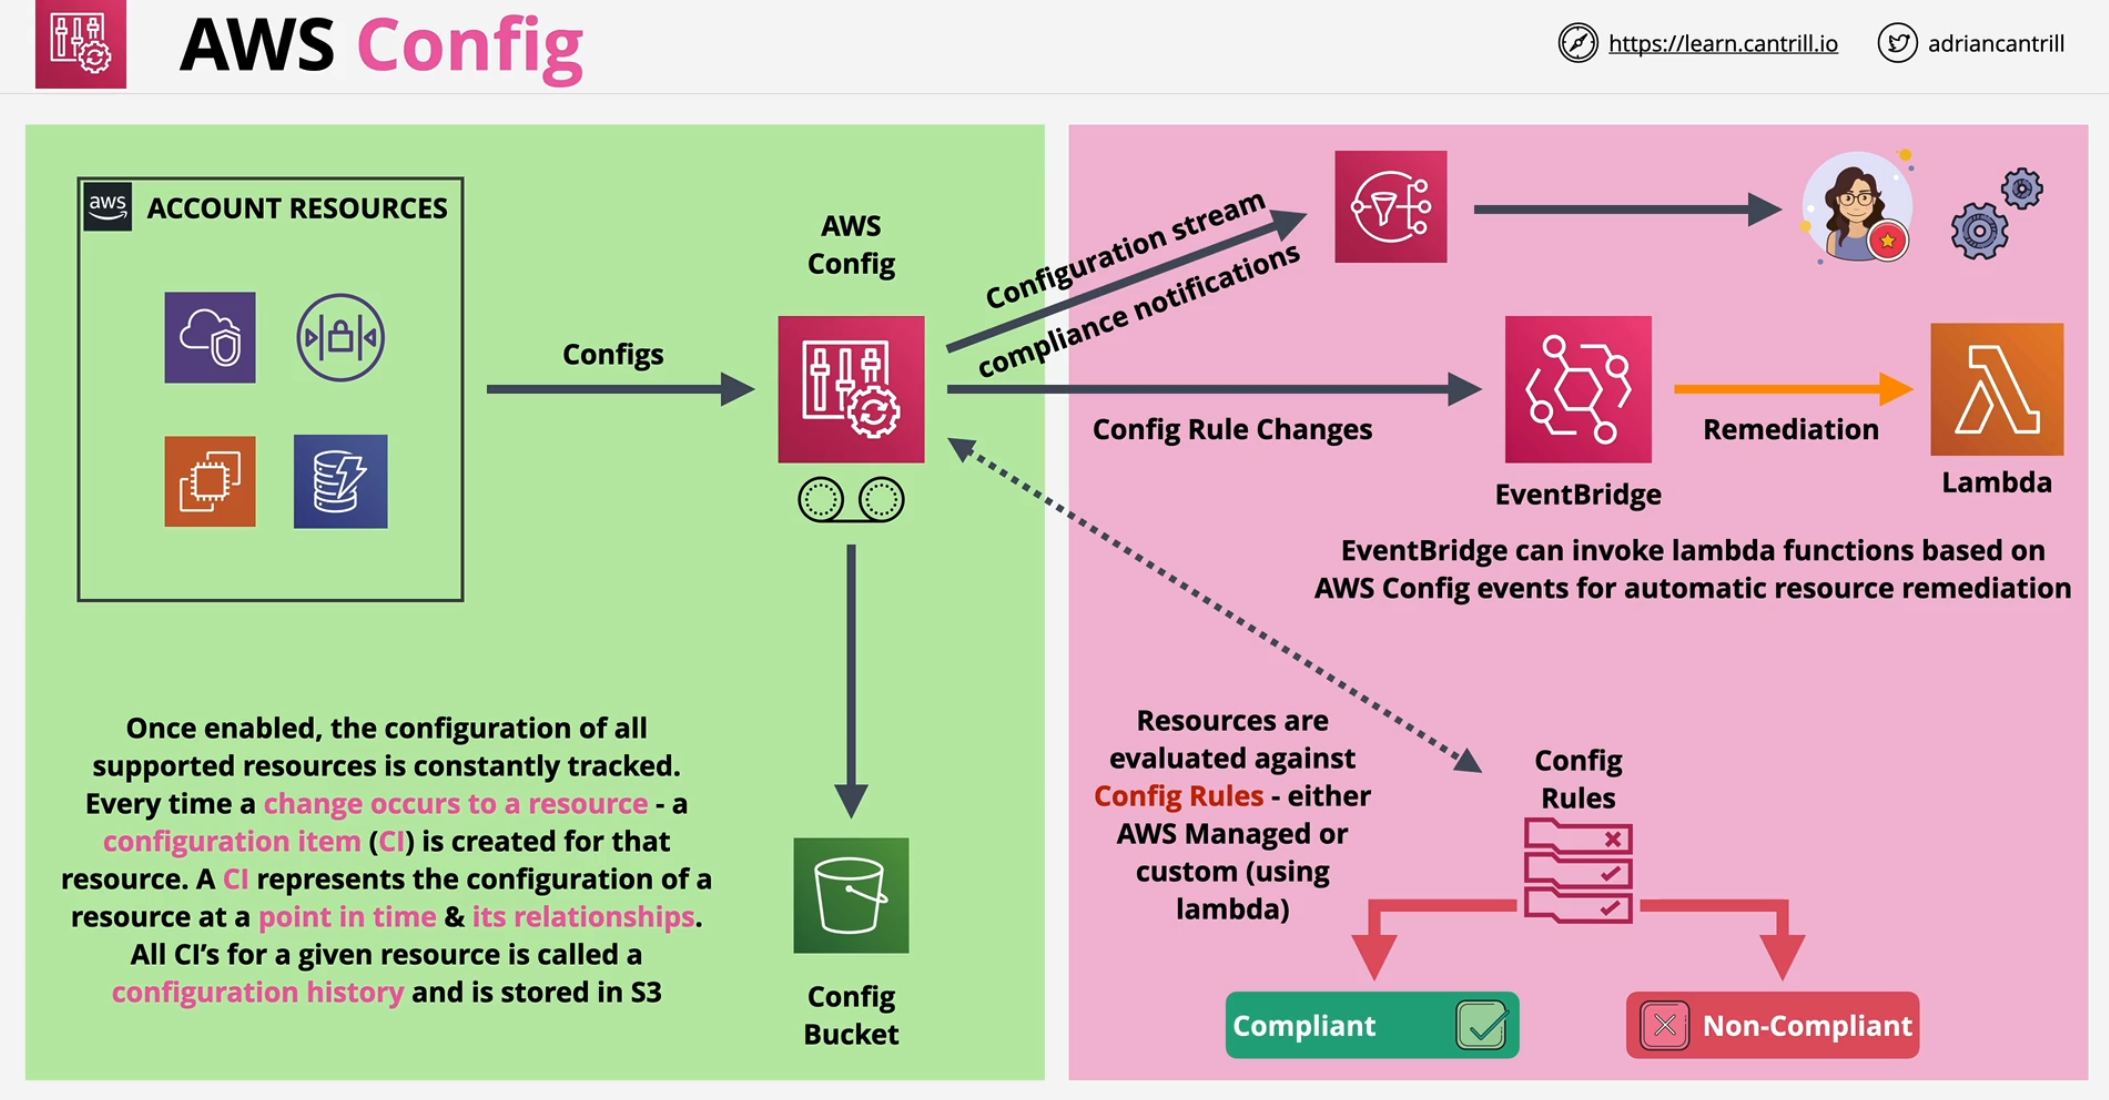 AWS Config
https://learn.cantrill.io
adriancantrill
aws
ACCOUNT RESOURCES
Configs
AWS
Config
Configuration stream
compliance notifications
Config Rule Changes
EventBridge
Remediation
Lambda
EventBridge can invoke lambda functions based on
AWS Config events for automatic resource remediation
Once enabled, the configuration of all
supported resources is constantly tracked.
Every time a change occurs to a resource - a
configuration item (CI) is created for that
resource. A CI represents the configuration of a
resource at a point in time & its relationships.
All CI’s for a given resource is called a
configuration history and is stored in S3
Config
Bucket
Resources are
evaluated against
Config Rules - either
AWS Managed or
custom (using
lambda)
Config
Rules
Compliant
Non-Compliant